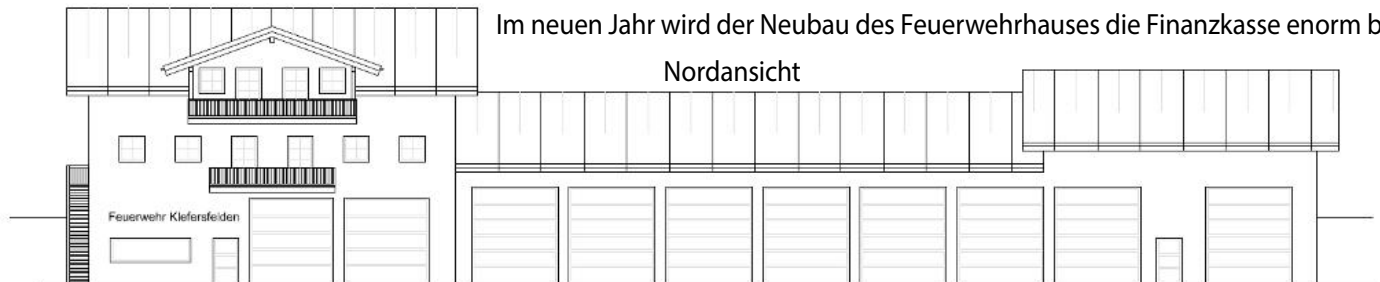 Im neuen Jahr wird der Neubau des Feuerwehrhauses die Finanzkasse enorm b
Nordansicht
Feuerwehr Kiefersfelden